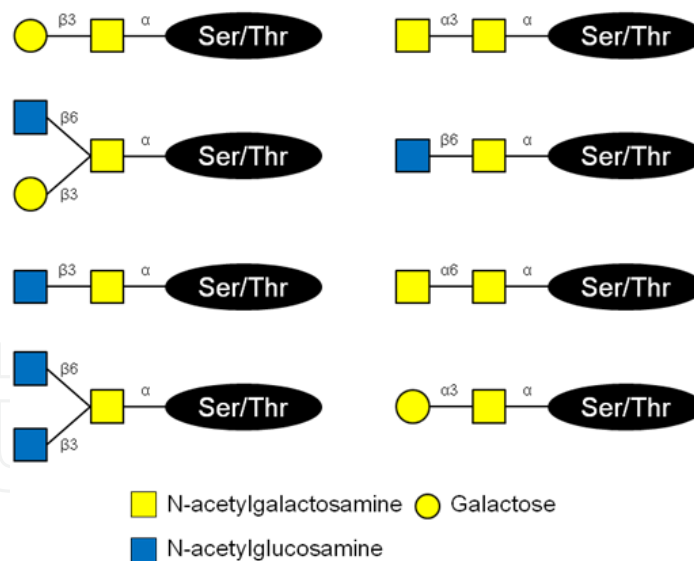 β3 α Ser/Thr
α3 α Ser/Thr
β6
α Ser/Thr
β3
β6 α Ser/Thr
β3 α Ser/Thr
α6 α Ser/Thr
β6
α Ser/Thr
β3
α3 α Ser/Thr
N-acetylgalactosamine Galactose
N-acetylglucosamine